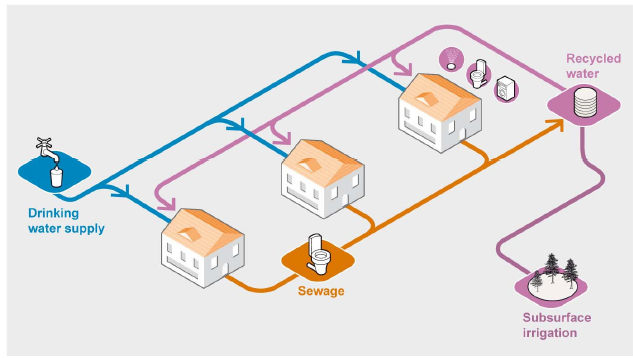 Recycled
water
Drinking
water supply
Sewage
Subsurface
irrigation